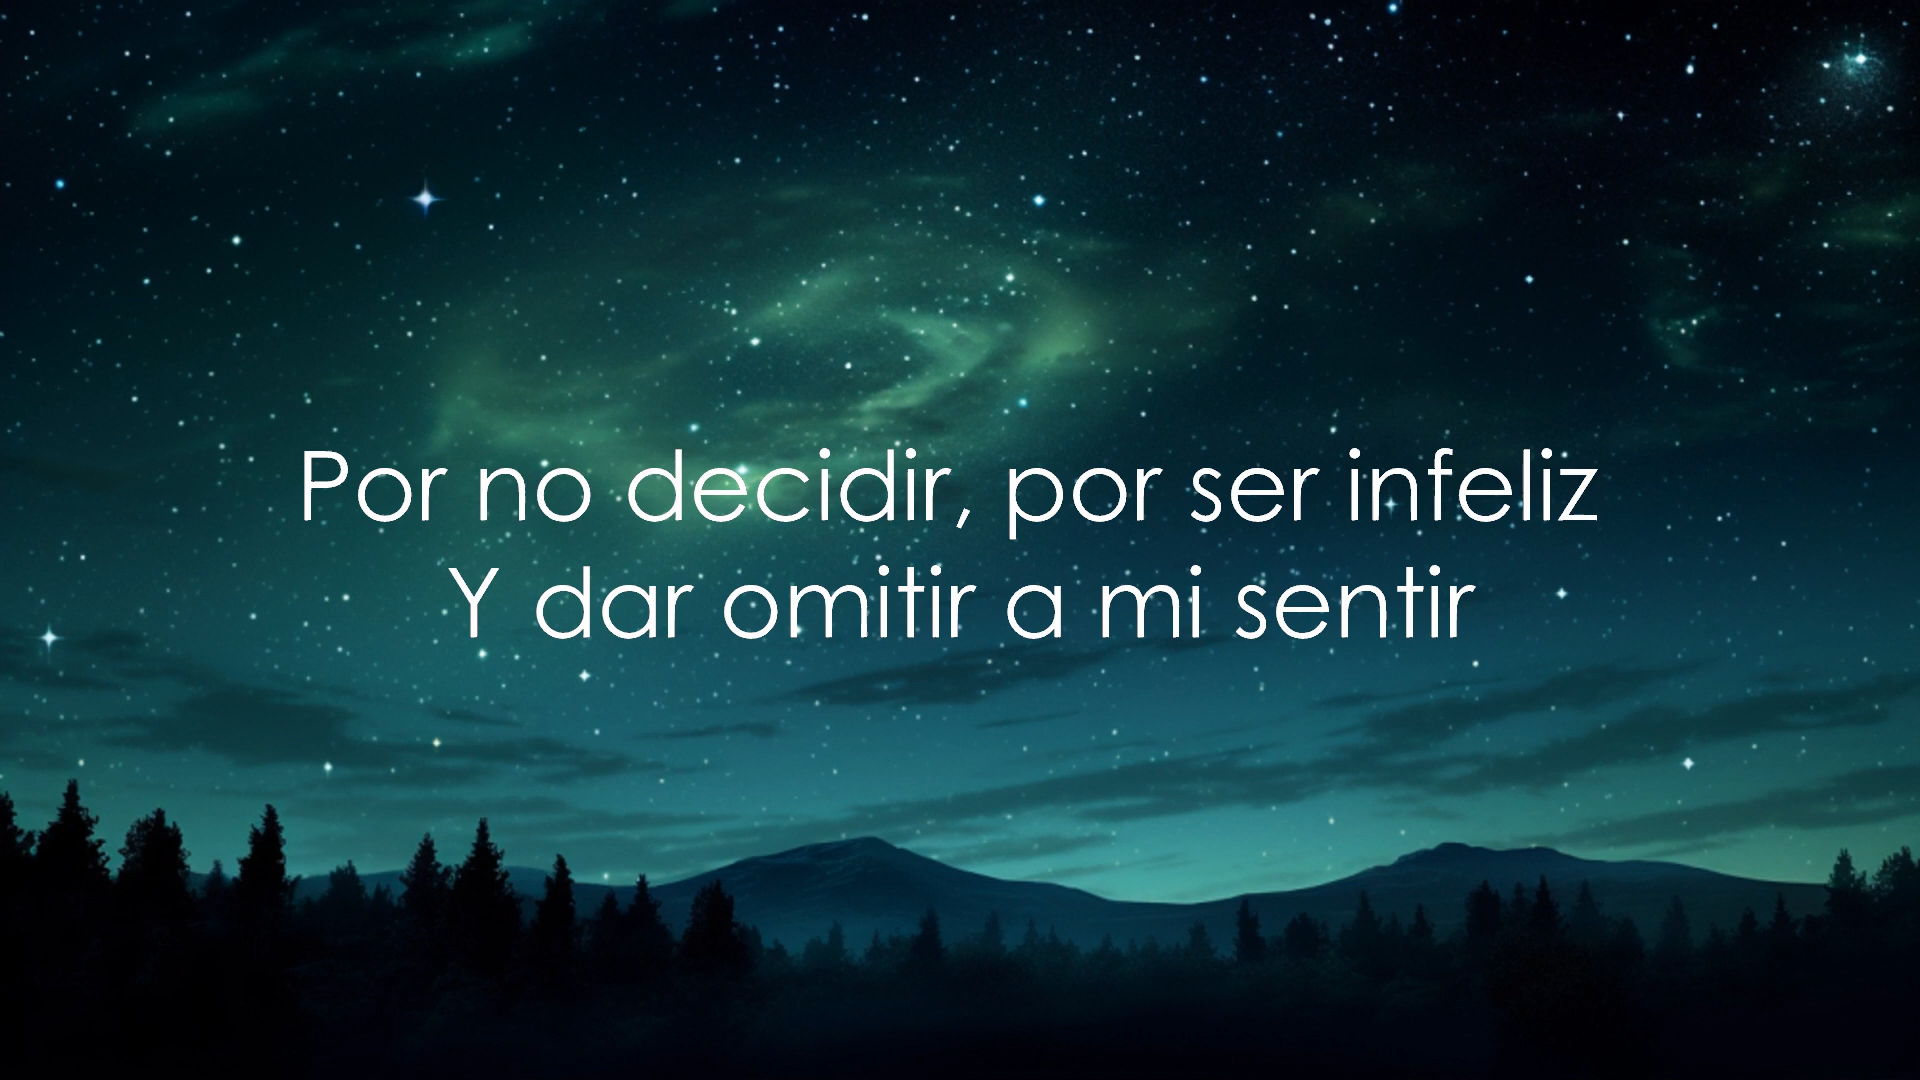 Por no decidir, por ser infeliz
Y dar omitir a mi sentir